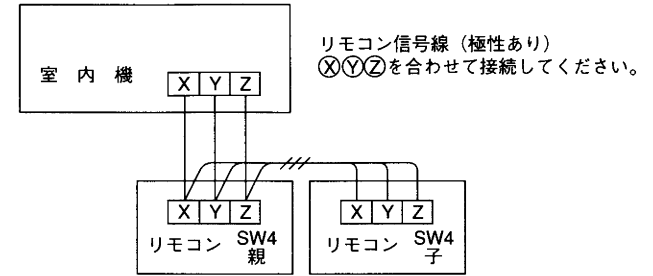 リモコン信号線（極性あり）
ⓍⓎⓏを合わせて接続してください。
室内機
X Y Z
X Y Z
リモコン SW4
親
X Y Z
リモコン SW4
子